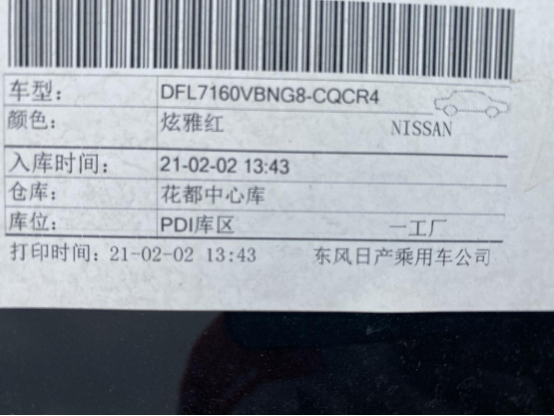 车型: DFL7160VBNG8-CQCR4
颜色: 炫雅红 NISSAN
入库时间: 21-02-02 13:43
仓库: 花都中心库
库位: PDI库区 一工厂
打印时间: 21-02-02 13:43 东风日产乘用车公司